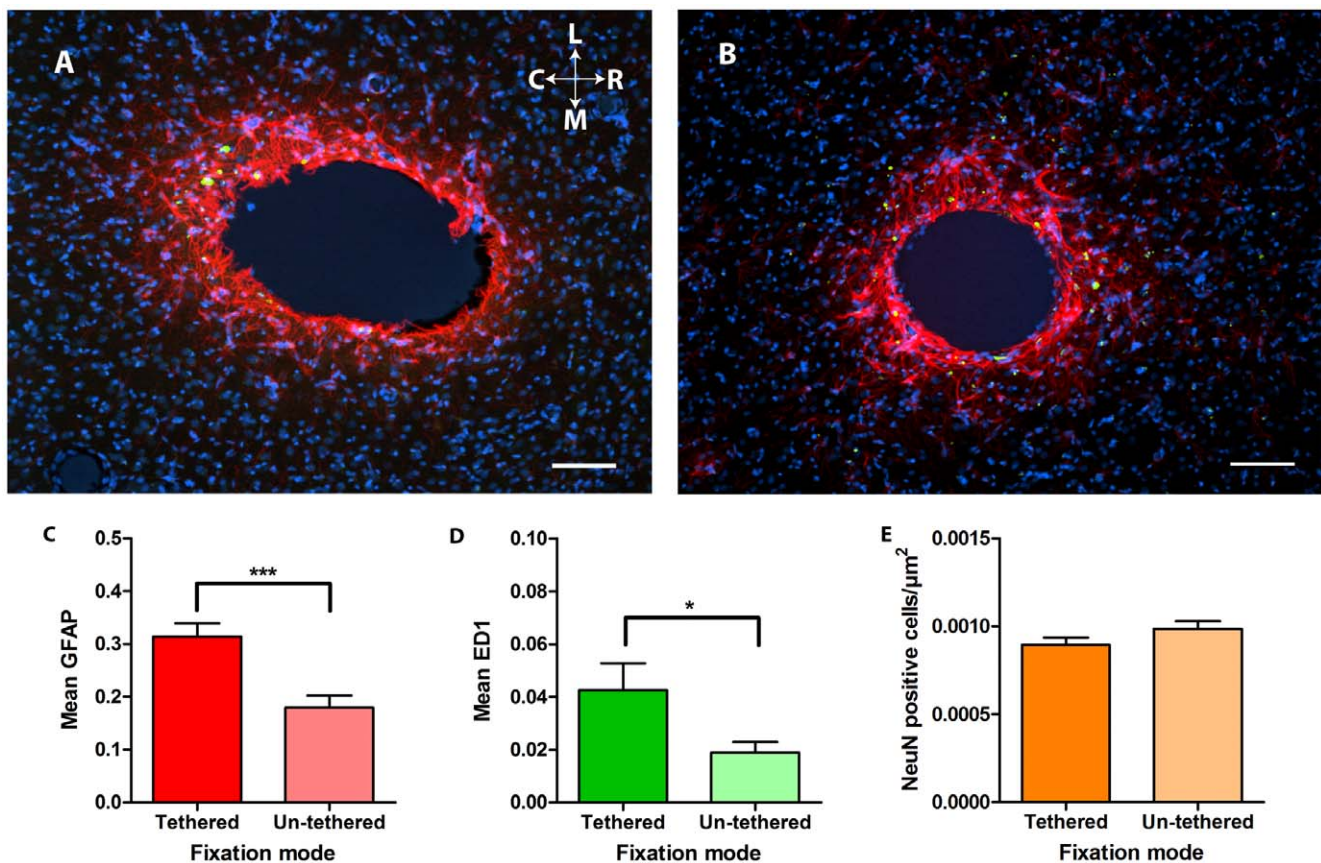 A
L
C R
M
B
C
Mean GFAP
0.5
0.4
0.3
0.2
0.1
0.0
***
Tethered Un-tethered
Fixation mode
D
Mean ED1
0.10
0.08
0.06
0.04
0.02
0.00
*
Tethered Un-tethered
Fixation mode
E
NeuN positive cells/µm²
0.0015
0.0010
0.0005
0.0000
Tethered Un-tethered
Fixation mode